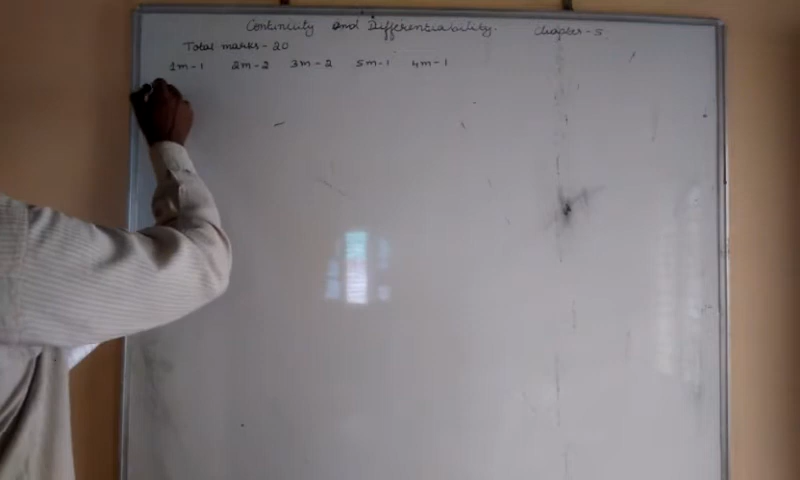 Continuity and Differentiability. Chapter - 5
Total marks - 20
1m - 1 2m - 2 3m - 2 5m - 1 4m - 1